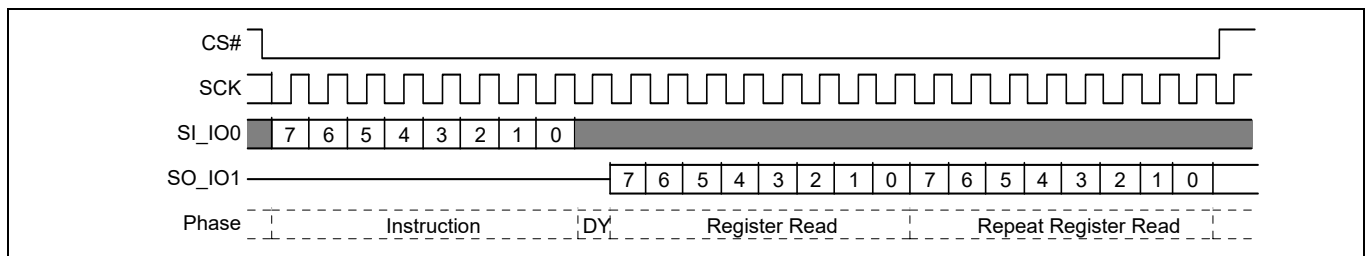 CS#
SCK
SI_IO0 7 6 5 4 3 2 1 0
SO_IO1 7 6 5 4 3 2 1 0 7 6 5 4 3 2 1 0
Phase Instruction DY Register Read Repeat Register Read